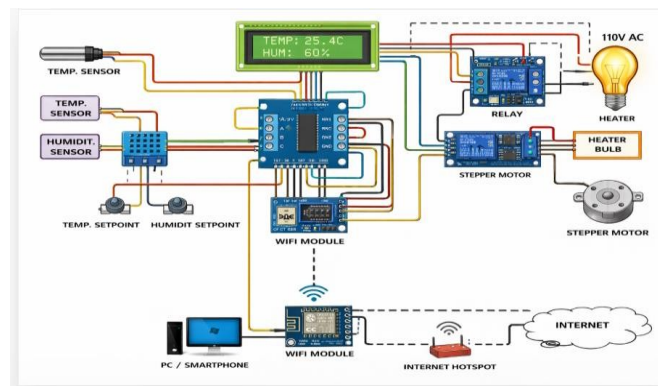 TEMP: 25.4C
HUM: 60%
110V AC
TEMP. SENSOR
RELAY
HEATER
TEMP.
SENSOR
HUMIDIT.
SENSOR
HEATER
BULB
STEPPER MOTOR
TEMP. SETPOINT
HUMIDIT SETPOINT
STEPPER MOTOR
WIFI MODULE
INTERNET
PC / SMARTPHONE
WIFI MODULE
INTERNET HOTSPOT